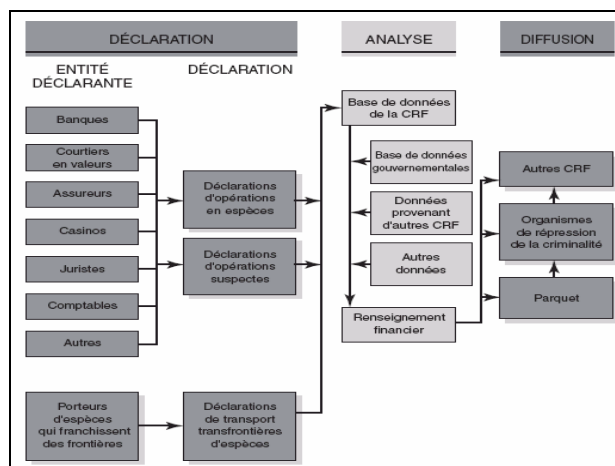 DÉCLARATION
ANALYSE
DIFFUSION
ENTITÉ
DÉCLARANTE
DÉCLARATION
Banques
Courtiers
en valeurs
Assureurs
Casinos
Juristes
Comptables
Autres
Porteurs
d'espèces
qui franchissent
des frontières
Déclarations
d'opérations
en espèces
Déclarations
d'opérations
suspectes
Déclarations
de transport
transfrontières
d'espèces
Base de données
de la CRF
Base de données
gouvernementales
Données
provenant
d'autres CRF
Autres
données
Renseignement
financier
Autres CRF
Organismes
de répression
de la criminalité
Parquet